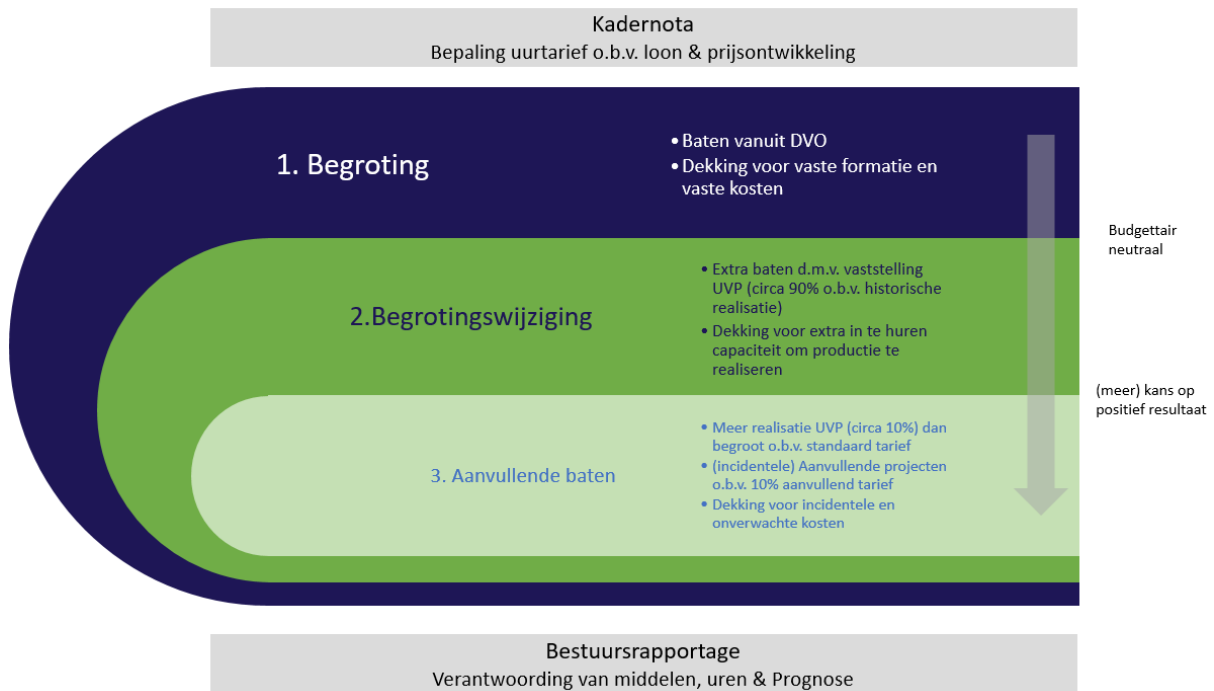 Kadernota
Bepaling uurtarief o.b.v. loon & prijsontwikkeling
1. Begroting
• Baten vanuit DVO
• Dekking voor vaste formatie en
vaste kosten
Budgettair
neutraal
2.Begrotingswijziging
• Extra baten d.m.v. vaststelling
UVP (circa 90% o.b.v. historische
realisatie)
• Dekking voor extra in te huren
capaciteit om productie te
realiseren
(meer) kans op
positief resultaat
3. Aanvullende baten
• Meer realisatie UVP (circa 10%) dan
begroot o.b.v. standaard tarief
• (incidentele) Aanvullende projecten
o.b.v. 10% aanvullend tarief
• Dekking voor incidentele en
onverwachte kosten
Bestuursrapportage
Verantwoording van middelen, uren & Prognose